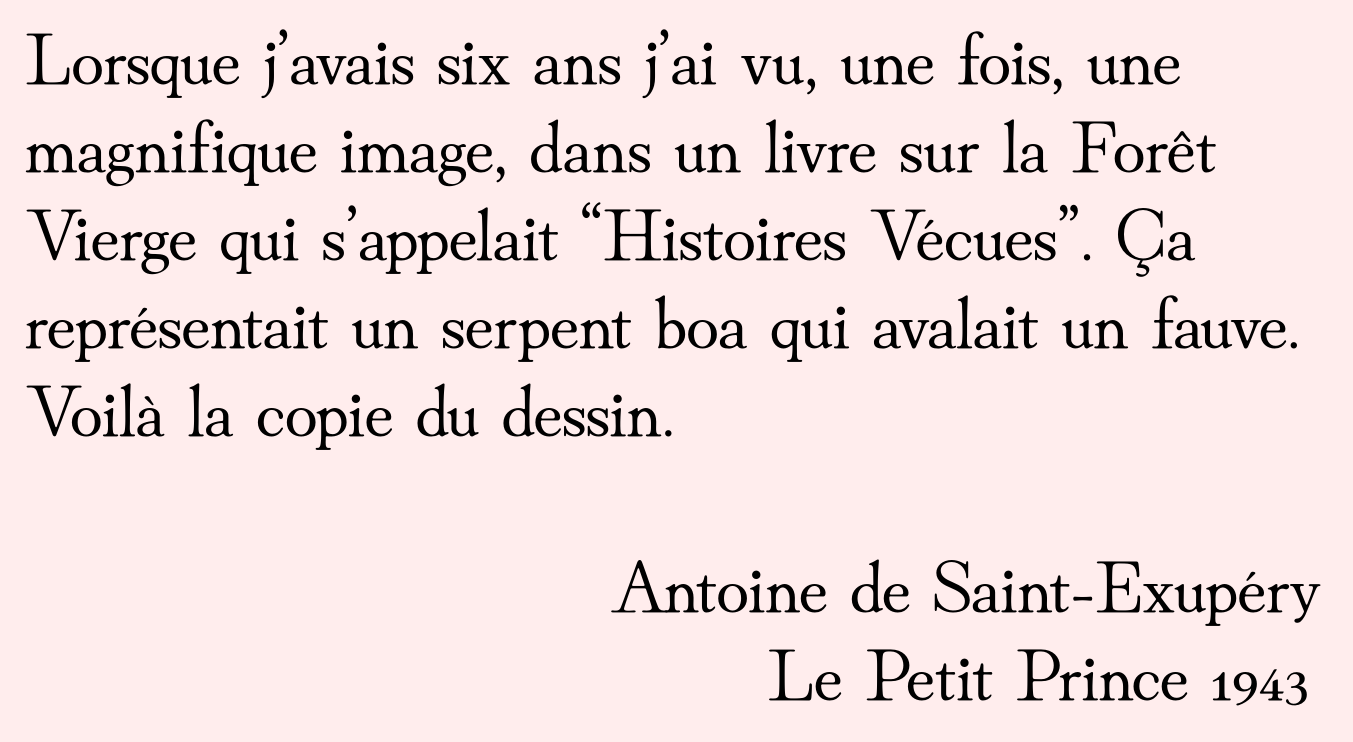 Lorsque j’avais six ans j’ai vu, une fois, une
magnifique image, dans un livre sur la Forêt
Vierge qui s’appelait “Histoires Vécues”. Ça
représentait un serpent boa qui avalait un fauve.
Voilà la copie du dessin.
Antoine de Saint-Exupéry
Le Petit Prince 1943